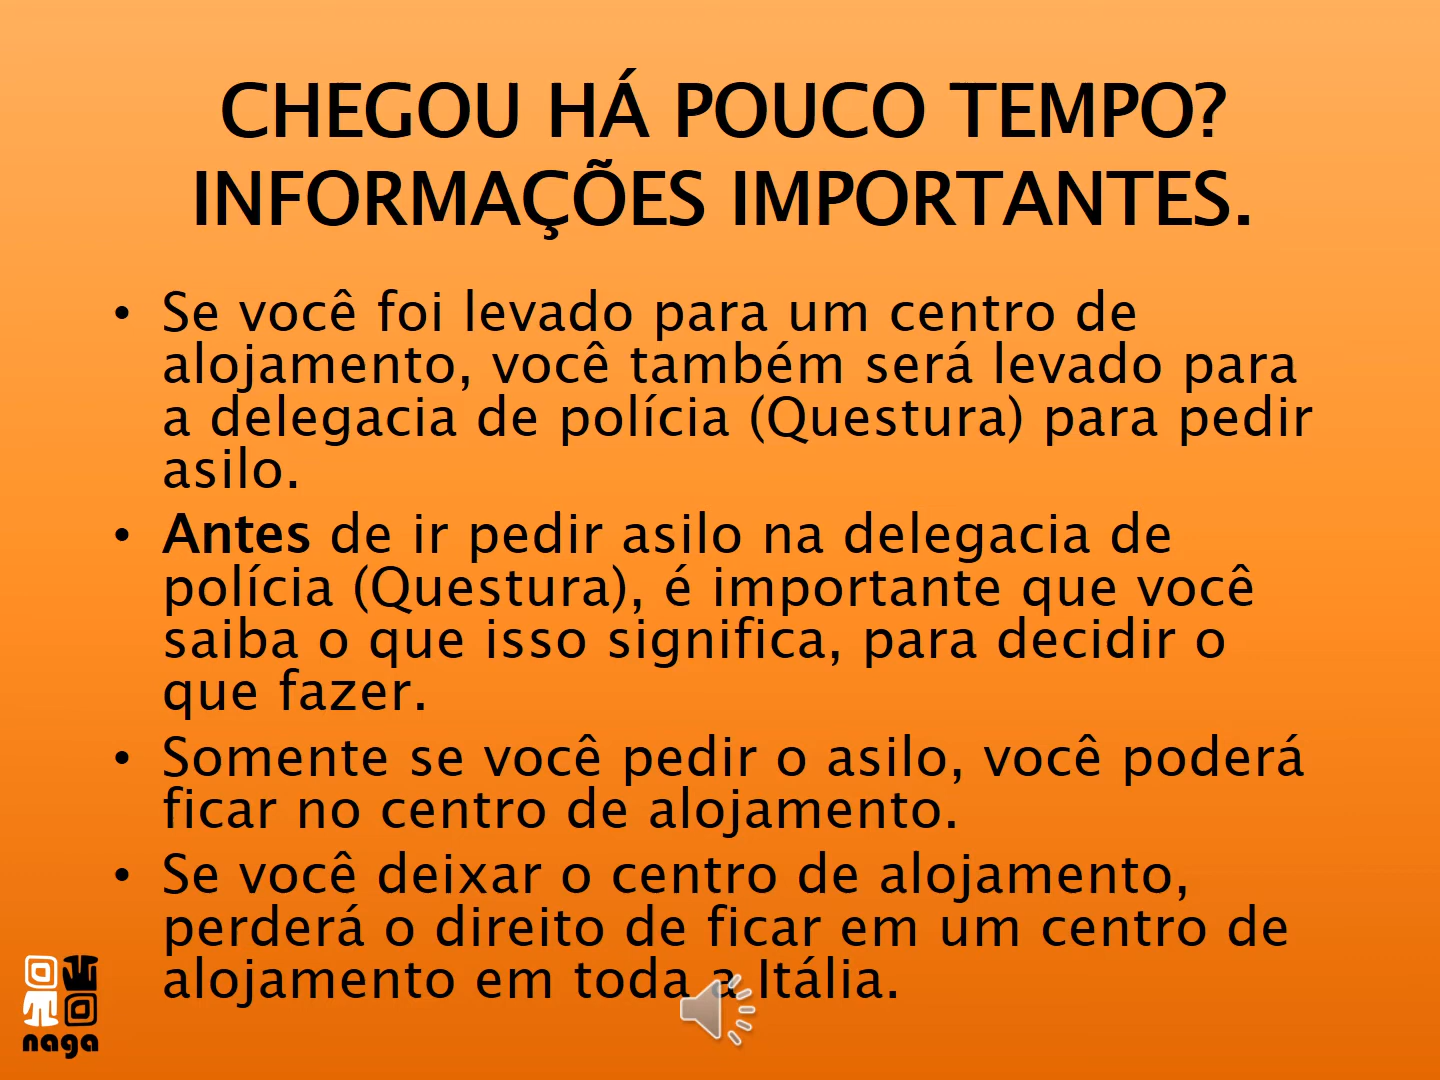 CHEGOU HÁ POUCO TEMPO?
INFORMAÇÕES IMPORTANTES.
• Se você foi levado para um centro de
alojamento, você também será levado para
a delegacia de polícia (Questura) para pedir
asilo.
• Antes de ir pedir asilo na delegacia de
polícia (Questura), é importante que você
saiba o que isso significa, para decidir o
que fazer.
• Somente se você pedir o asilo, você poderá
ficar no centro de alojamento.
• Se você deixar o centro de alojamento,
perderá o direito de ficar em um centro de
alojamento em toda a Itália.
naga